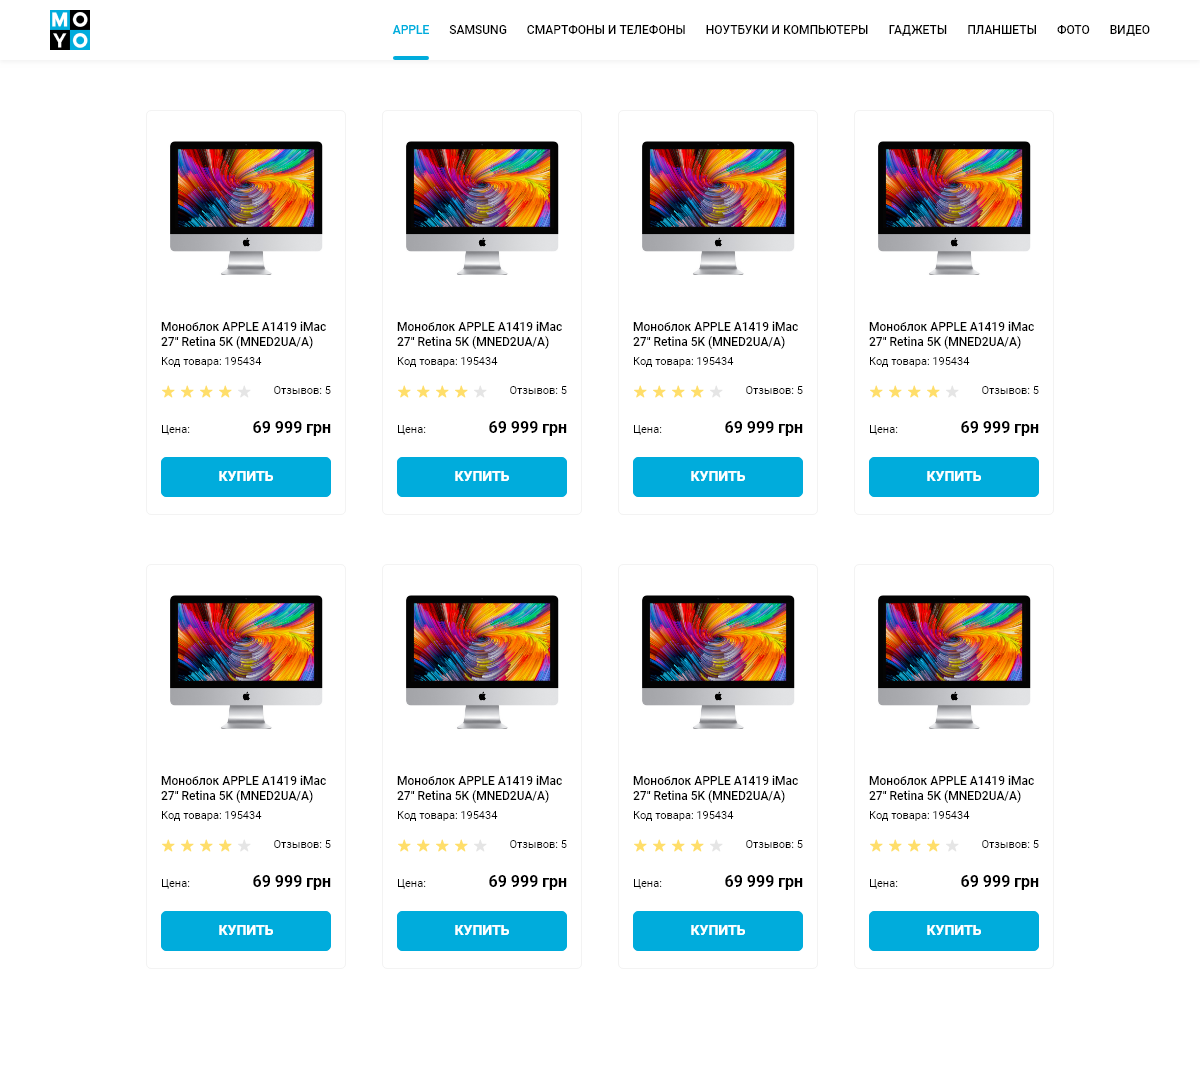 MO
YO
APPLE SAMSUNG СМАРТФОНЫ И ТЕЛЕФОНЫ НОУТБУКИ И КОМПЬЮТЕРЫ ГАДЖЕТЫ ПЛАНШЕТЫ ФОТО ВИДЕО
Моноблок APPLE A1419 iMac
27" Retina 5K (MNED2UA/A)
Код товара: 195434
Отзывов: 5
Цена: 69 999 грн
КУПИТЬ
Моноблок APPLE A1419 iMac
27" Retina 5K (MNED2UA/A)
Код товара: 195434
Отзывов: 5
Цена: 69 999 грн
КУПИТЬ
Моноблок APPLE A1419 iMac
27" Retina 5K (MNED2UA/A)
Код товара: 195434
Отзывов: 5
Цена: 69 999 грн
КУПИТЬ
Моноблок APPLE A1419 iMac
27" Retina 5K (MNED2UA/A)
Код товара: 195434
Отзывов: 5
Цена: 69 999 грн
КУПИТЬ
Моноблок APPLE A1419 iMac
27" Retina 5K (MNED2UA/A)
Код товара: 195434
Отзывов: 5
Цена: 69 999 грн
КУПИТЬ
Моноблок APPLE A1419 iMac
27" Retina 5K (MNED2UA/A)
Код товара: 195434
Отзывов: 5
Цена: 69 999 грн
КУПИТЬ
Моноблок APPLE A1419 iMac
27" Retina 5K (MNED2UA/A)
Код товара: 195434
Отзывов: 5
Цена: 69 999 грн
КУПИТЬ
Моноблок APPLE A1419 iMac
27" Retina 5K (MNED2UA/A)
Код товара: 195434
Отзывов: 5
Цена: 69 999 грн
КУПИТЬ